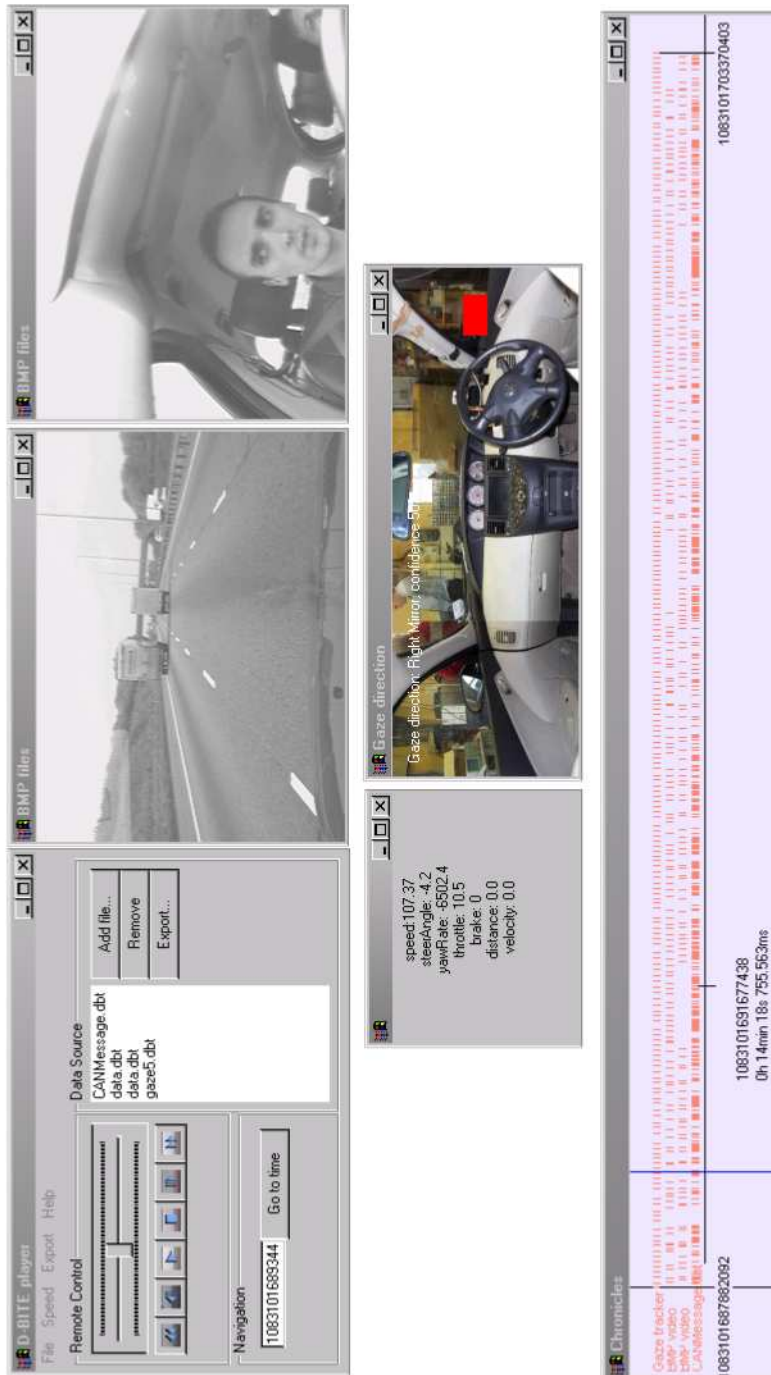 D-BITE player
File Speed Export Help
Remote Control
Data Source
CANMessage.dbt
data.dbt
data.dbt
gaze5.dbt
Add file...
Remove
Export...
Navigation
1083101689344
Go to time
BMP files
BMP files
speed:107.37
steerAngle: -4.2
yawRate: -6502.4
throttle: 10.5
brake: 0
distance: 0.0
velocity: 0.0
Gaze direction
Gaze direction: Right Mirror, confidence 50
Chronicles
Gaze tracker
BMP video
BMP video
CANMessage
1083101687882092
1083101691677438
0h 14min 18s 755.563ms
1083101703370403